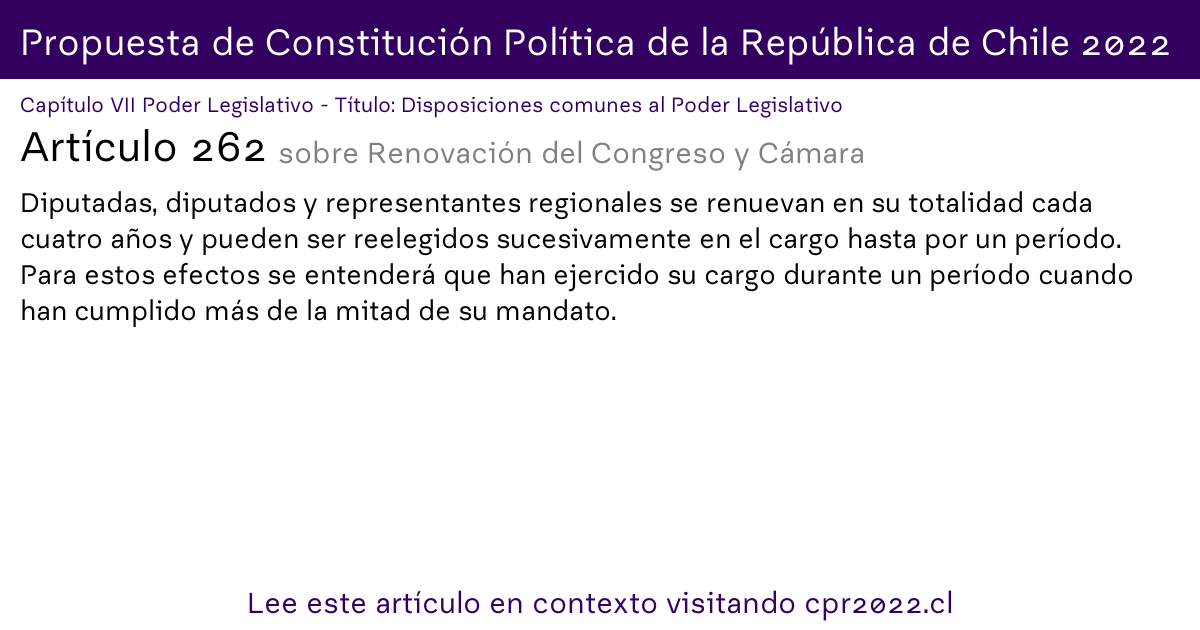 Propuesta de Constitución Política de la República de Chile 2022
Capítulo VII Poder Legislativo - Título: Disposiciones comunes al Poder Legislativo
Artículo 262 sobre Renovación del Congreso y Cámara
Diputadas, diputados y representantes regionales se renuevan en su totalidad cada
cuatro años y pueden ser reelegidos sucesivamente en el cargo hasta por un período.
Para estos efectos se entenderá que han ejercido su cargo durante un período cuando
han cumplido más de la mitad de su mandato.
Lee este artículo en contexto visitando cpr2022.cl